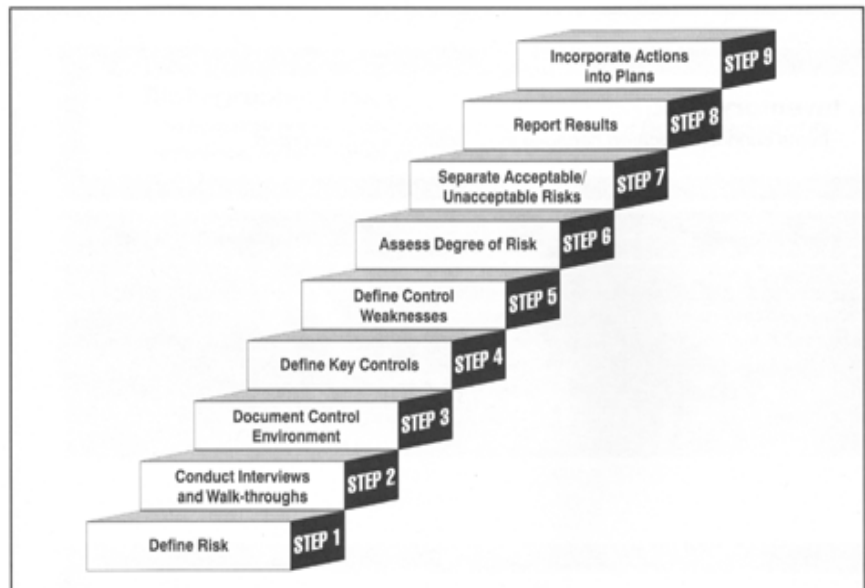 Incorporate Actions
into Plans
STEP 9
Report Results
STEP 8
Separate Acceptable/
Unacceptable Risks
STEP 7
Assess Degree of Risk
STEP 6
Define Control
Weaknesses
STEP 5
Define Key Controls
STEP 4
Document Control
Environment
STEP 3
Conduct Interviews
and Walk-throughs
STEP 2
Define Risk
STEP 1